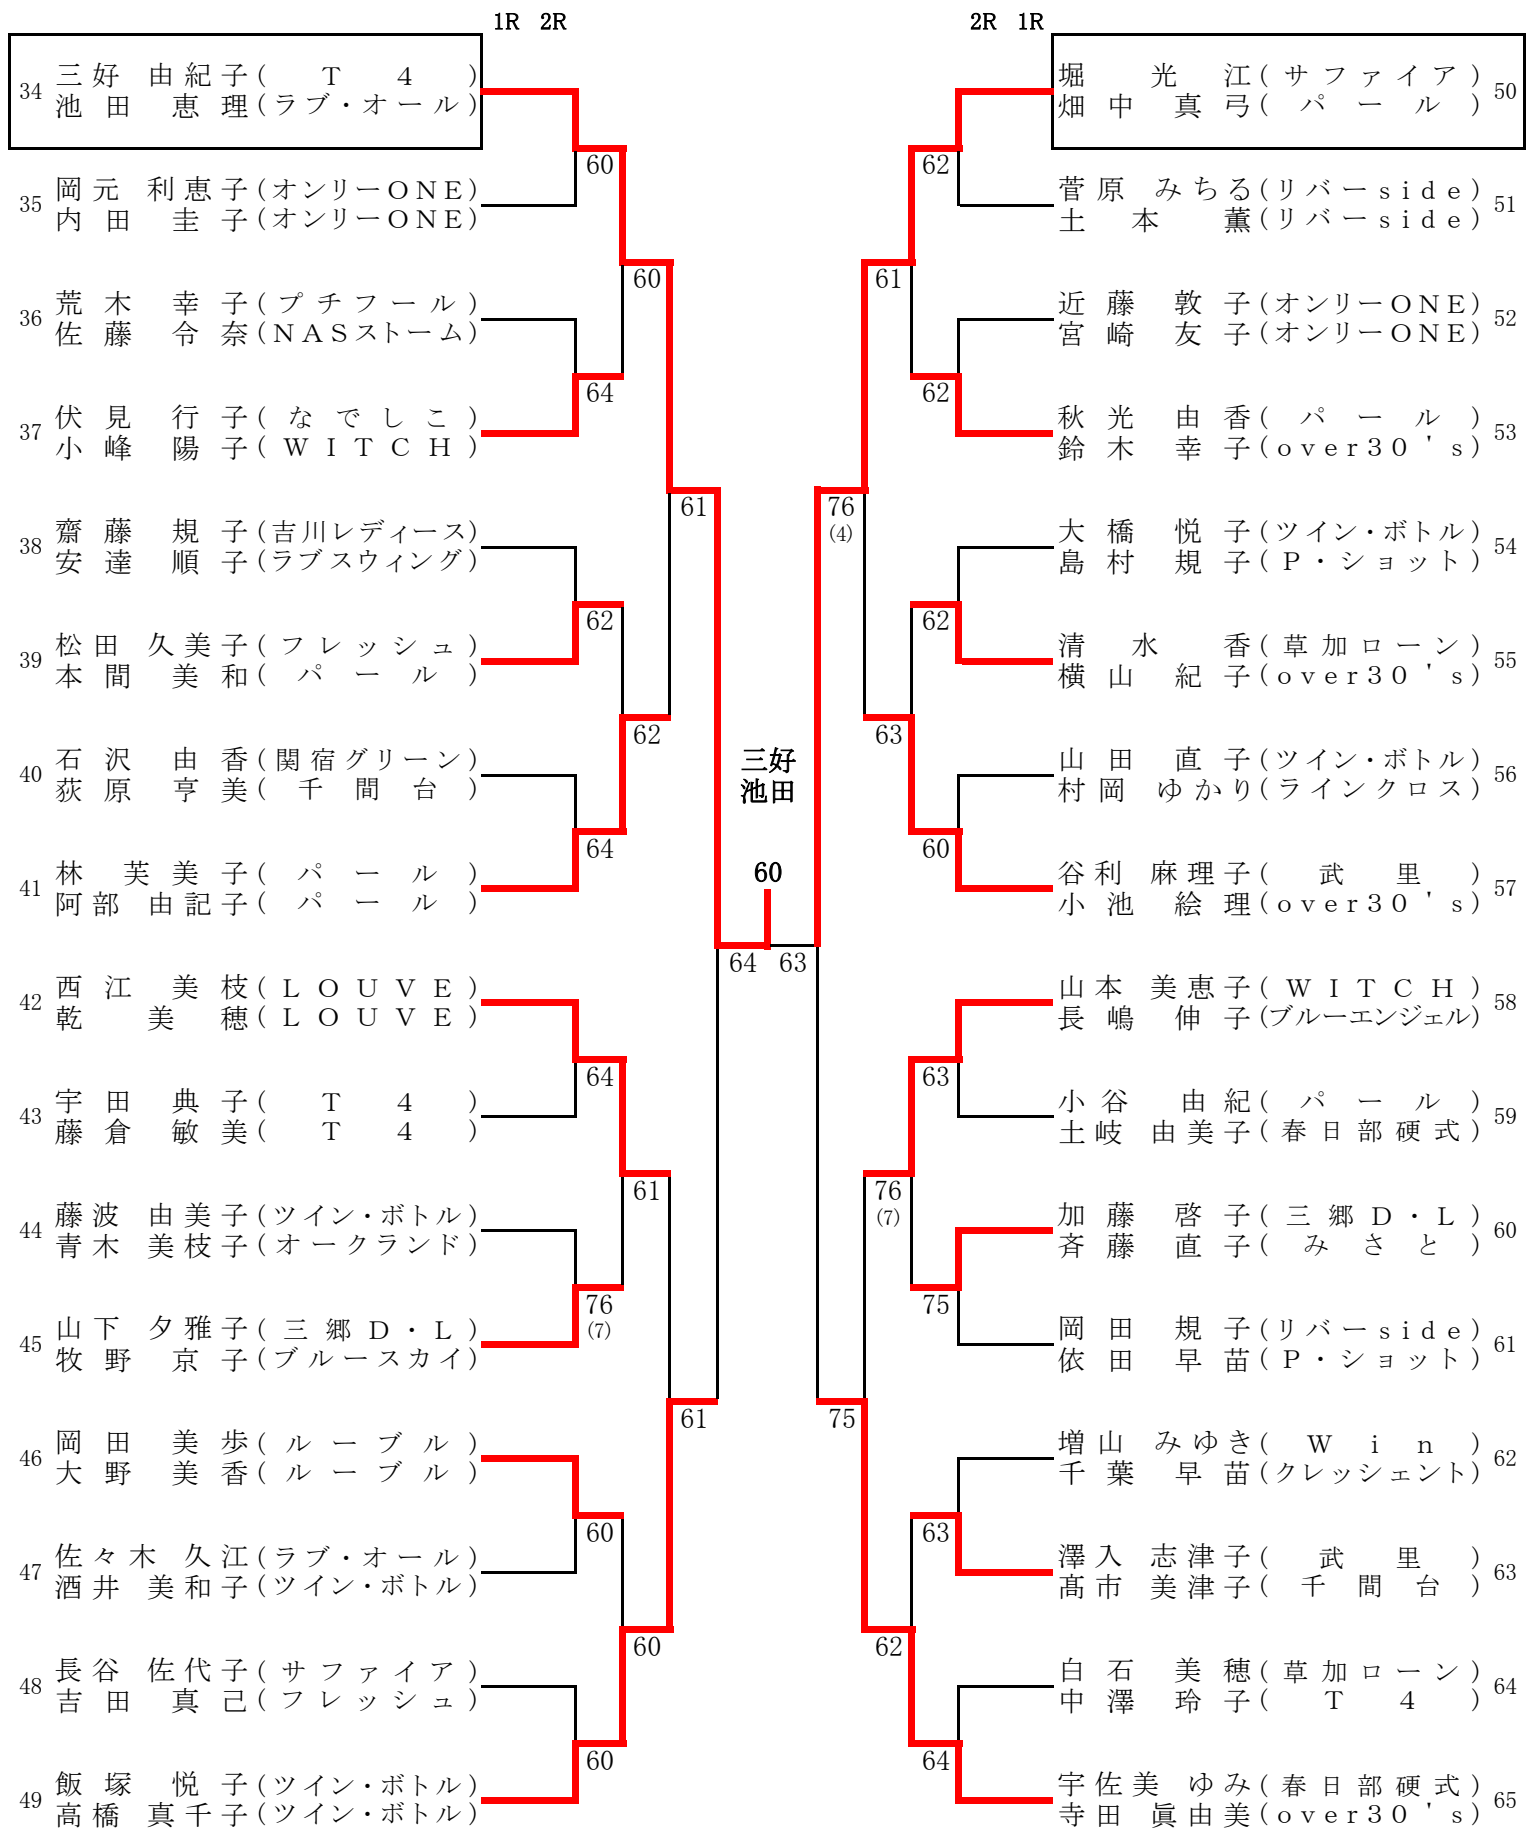 1R 2R
2R 1R
34 三好 由紀子(T4)
池田 恵理(ラブ・オール)
60
35 岡元 利恵子(オンリーONE)
内田 圭子(オンリーONE)
60
36 荒木 幸子(プチフール)
佐藤 令奈(NASストーム)
64
37 伏見 行子(なでしこ)
小峰 陽子(WITCH)
61
38 齋藤 規子(吉川レディース)
安達 順子(ラブスウィング)
62
39 松田 久美子(フレッシュ)
本間 美和(パール)
62
40 石沢 由香(関宿グリーン)
荻原 亨美(千間台)
64
41 林 芙美子(パール)
阿部 由記子(パール)
64
42 西江 美枝(LOUVE)
乾 美穂(LOUVE)
64
43 宇田 典子(T4)
藤倉 敏美(T4)
61
44 藤波 由美子(ツイン・ボトル)
青木 美枝子(オークランド)
76
(7)
45 山下 夕雅子(三郷D・L)
牧野 京子(ブルースカイ)
61
46 岡田 美歩(ルーブル)
大野 美香(ルーブル)
60
47 佐々木 久江(ラブ・オール)
酒井 美和子(ツイン・ボトル)
60
48 長谷 佐代子(サファイア)
吉田 真己(フレッシュ)
60
49 飯塚 悦子(ツイン・ボトル)
高橋 真千子(ツイン・ボトル)
三好
池田
60
63
堀 光江(サファイア) 50
畑中 真弓(パール)
62
菅原 みちる(リバーside) 51
土本 薫(リバーside)
61
近藤 敦子(オンリーONE) 52
宮崎 友子(オンリーONE)
62
秋光 由香(パール) 53
鈴木 幸子(over30's)
76
(4)
大橋 悦子(ツイン・ボトル) 54
島村 規子(P・ショット)
62
清水 香(草加ローン) 55
横山 紀子(over30's)
63
山田 直子(ツイン・ボトル) 56
村岡 ゆかり(ラインクロス)
60
谷利 麻理子(武里) 57
小池 絵理(over30's)
山本 美恵子(WITCH) 58
長嶋 伸子(ブルーエンジェル)
63
小谷 由紀(パール) 59
土岐 由美子(春日部硬式)
76
(7)
加藤 啓子(三郷D・L) 60
斉藤 直子(みさと)
75
岡田 規子(リバーside) 61
依田 早苗(P・ショット)
75
増山 みゆき(Win) 62
千葉 早苗(クレッシェント)
63
澤入 志津子(武里) 63
髙市 美津子(千間台)
62
白石 美穂(草加ローン) 64
中澤 玲子(T4)
64
宇佐美 ゆみ(春日部硬式) 65
寺田 眞由美(over30's)